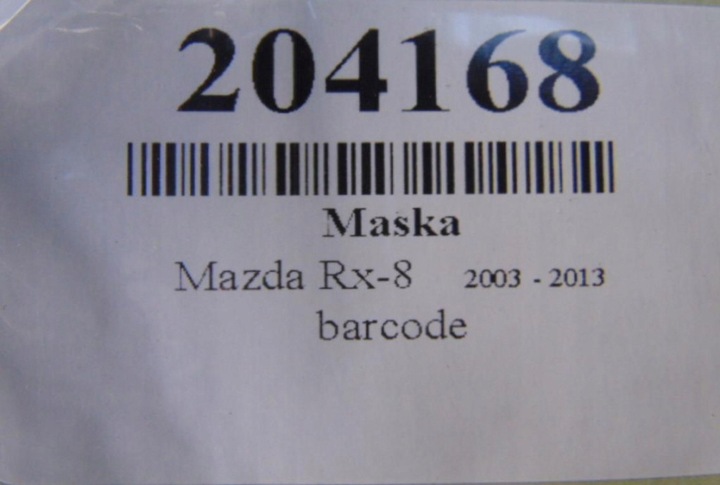 204168
Maska
Mazda Rx-8 2003 - 2013
barcode